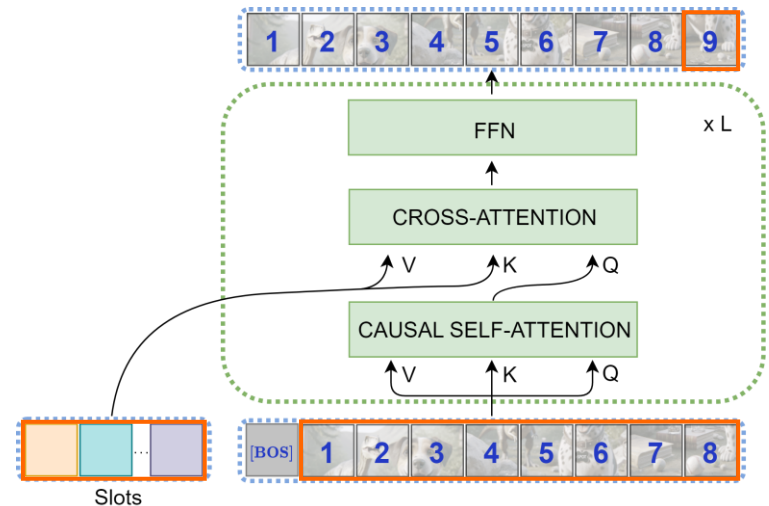 1 2 3 4 5 6 7 8 9
FFN
x L
CROSS-ATTENTION
V K Q
CAUSAL SELF-ATTENTION
V K Q
[BOS] 1 2 3 4 5 6 7 8
...
Slots